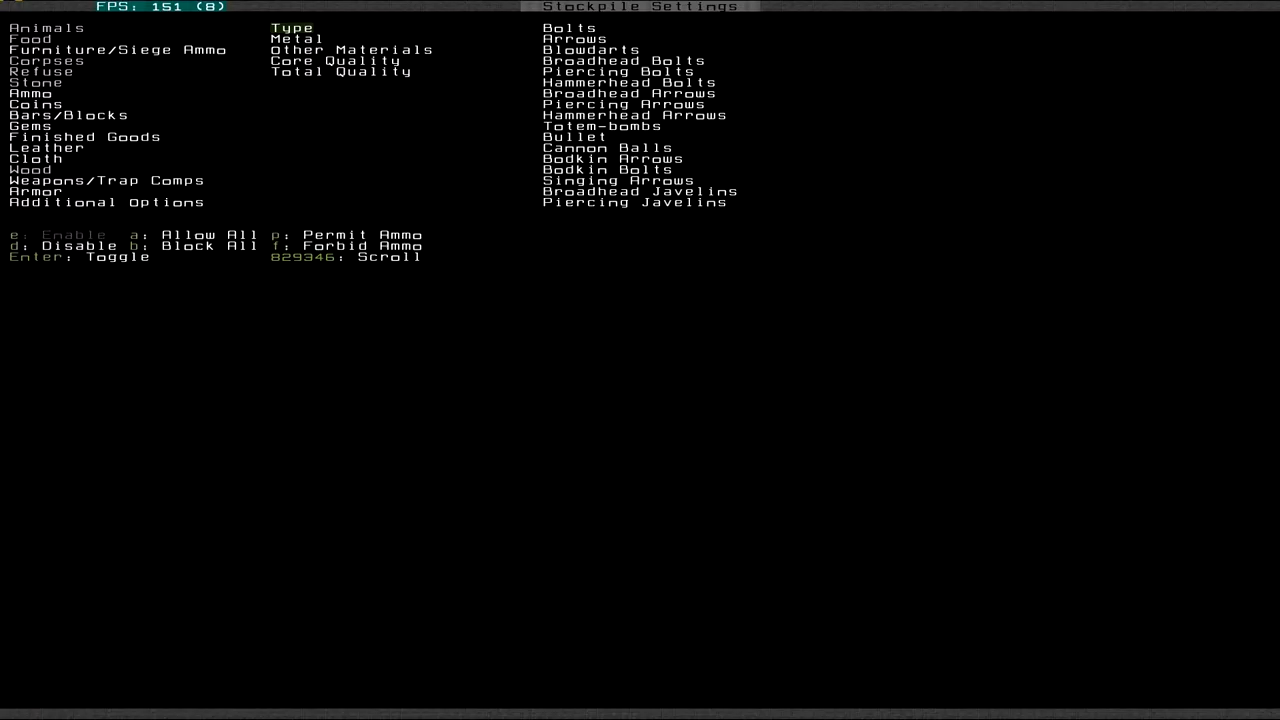 FPS: 151 (8) Stockpile Settings
Animals Type Bolts
Food Metal Arrows
Furniture/Siege Ammo Other Materials Blowdarts
Corpses Core Quality Broadhead Bolts
Refuse Total Quality Piercing Bolts
Stone Hammerhead Bolts
Ammo Broadhead Arrows
Coins Piercing Arrows
Bars/Blocks Hammerhead Arrows
Gems Totem-bombs
Finished Goods Bullet
Leather Cannon Balls
Cloth Bodkin Arrows
Wood Bodkin Bolts
Weapons/Trap Comps Singing Arrows
Armor Broadhead Javelins
Additional Options Piercing Javelins
e: Enable a: Allow All p: Permit Ammo
d: Disable b: Block All f: Forbid Ammo
Enter: Toggle 829346: Scroll